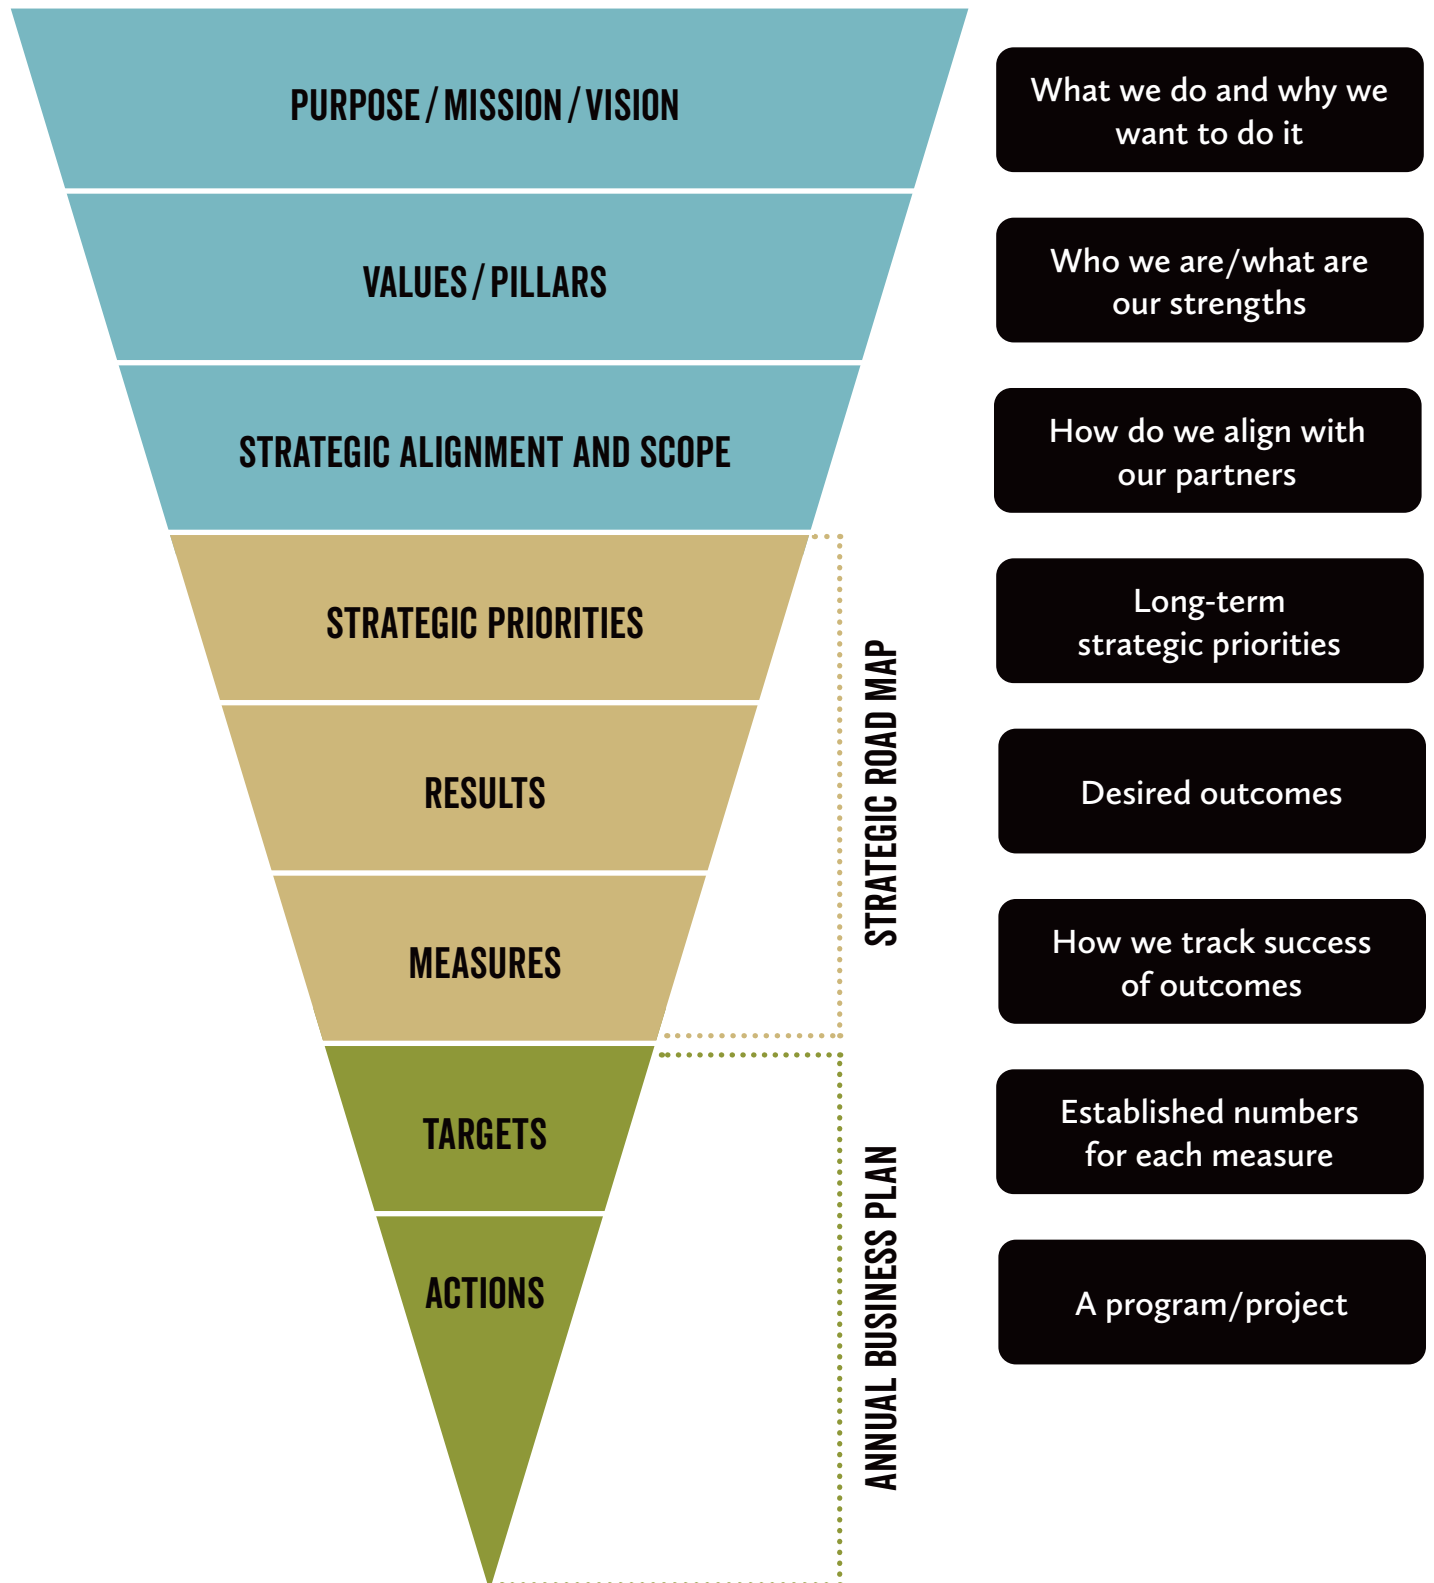 PURPOSE / MISSION / VISION
What we do and why we
want to do it
VALUES / PILLARS
Who we are/what are
our strengths
STRATEGIC ALIGNMENT AND SCOPE
How do we align with
our partners
STRATEGIC PRIORITIES
Long-term
strategic priorities
RESULTS
Desired outcomes
MEASURES
How we track success
of outcomes
STRATEGIC ROAD MAP
TARGETS
Established numbers
for each measure
ACTIONS
A program/project
ANNUAL BUSINESS PLAN